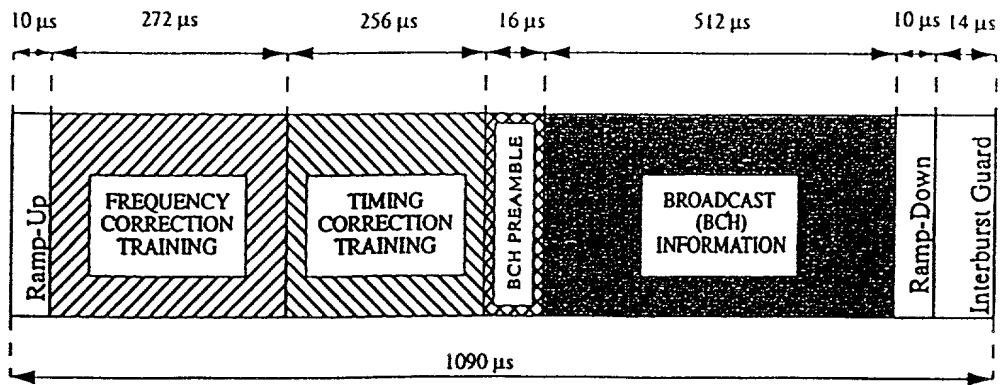 10 µs 272 µs 256 µs 16 µs 512 µs 10 µs 14 µs
Ramp-Up
FREQUENCY
CORRECTION
TRAINING
TIMING
CORRECTION
TRAINING
BCH PREAMBLE
BROADCAST
(BCH)
INFORMATION
Ramp-Down
Interburst Guard
1090 µs